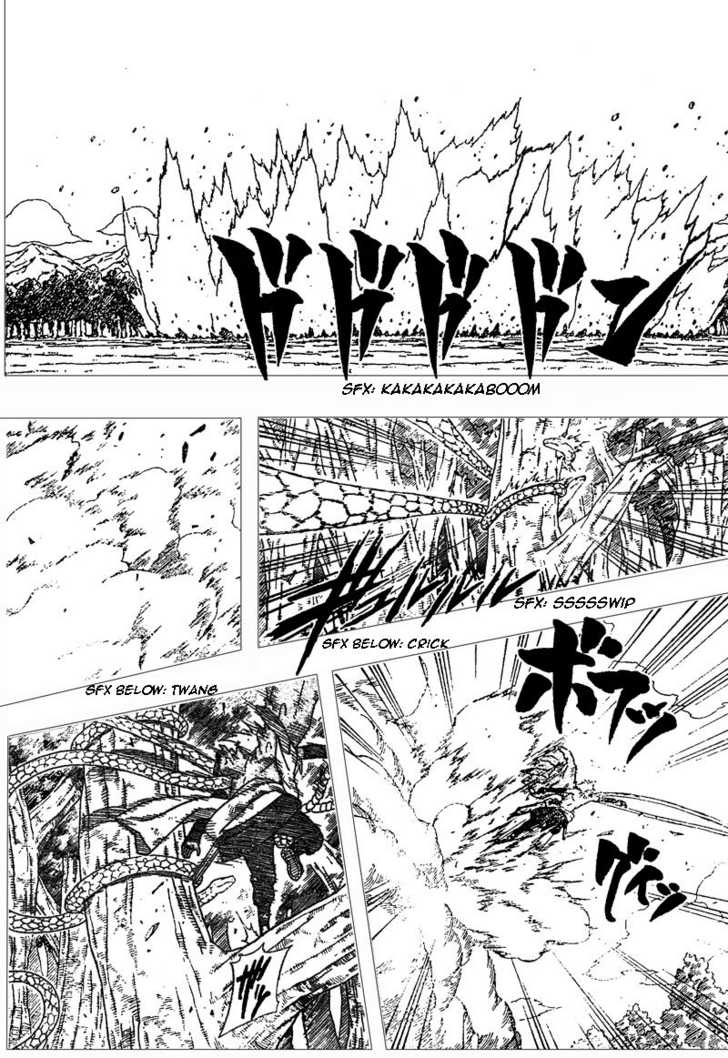 ドドドドン
SFX: KAKAKAKAKABOOOM
SFX: SSSSSWIP
SFX BELOW: CRICK
SFX BELOW: TWANG
ボフッ
グイッ